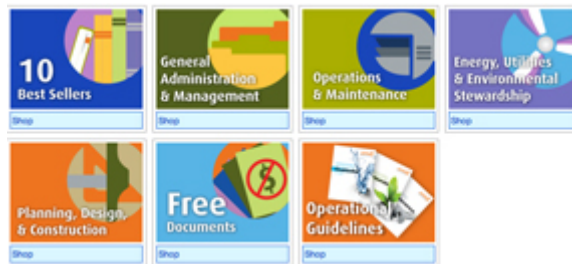 10
Best Sellers
Shop
General
Administration
& Management
Shop
Operations
& Maintenance
Shop
Energy, Utilities
& Environmental
Stewardship
Shop
Planning, Design,
& Construction
Shop
Free
Documents
Shop
Operational
Guidelines
Shop